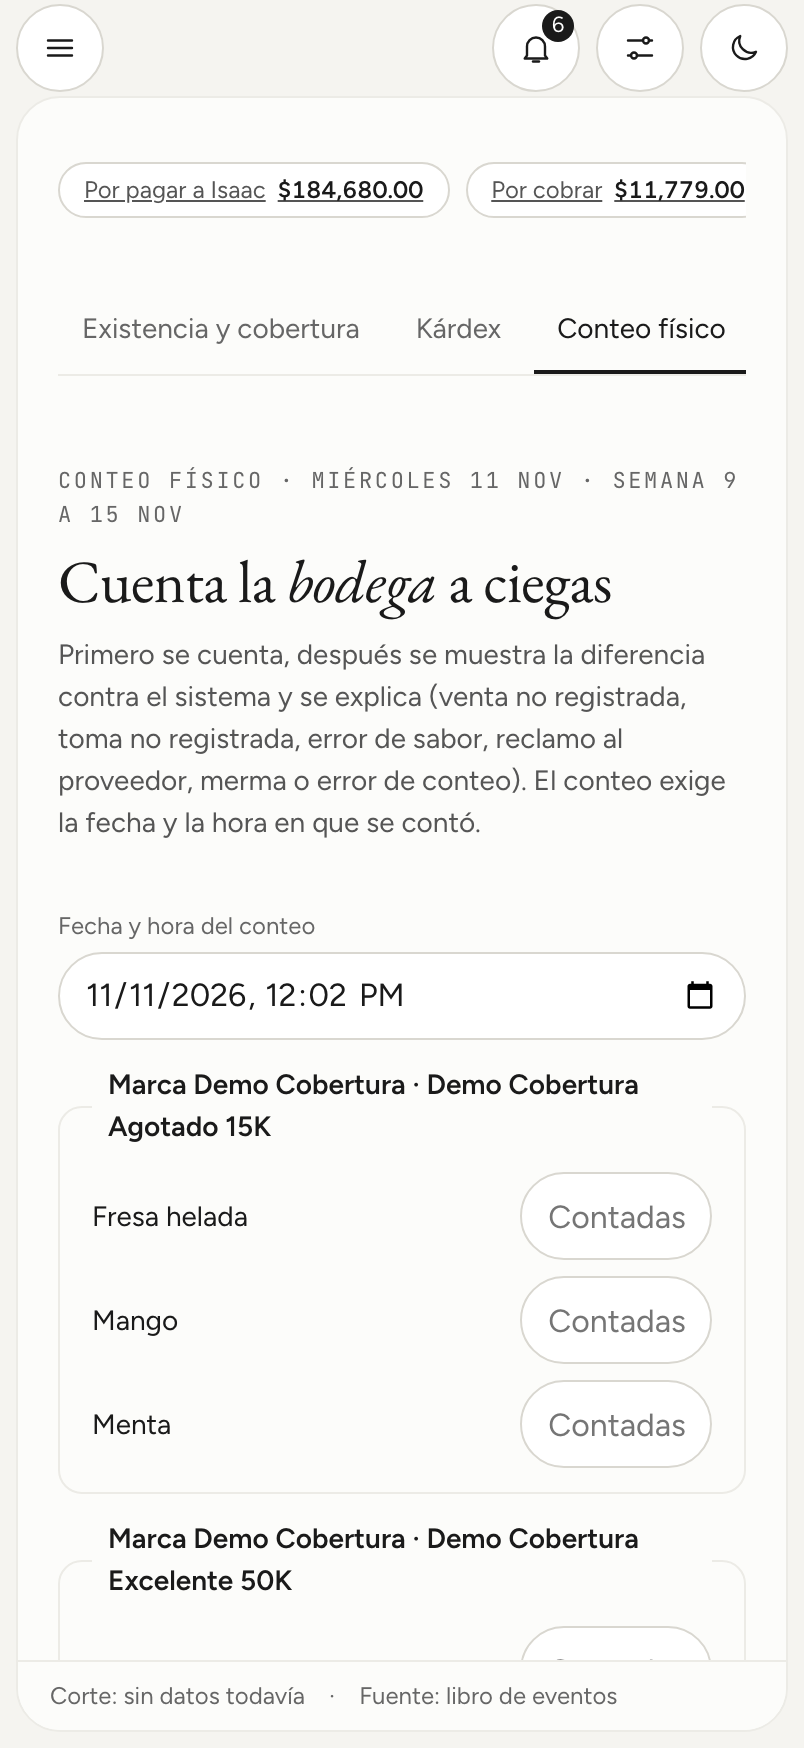 6
Por pagar a Isaac $184,680.00 Por cobrar $11,779.00
Existencia y cobertura Kárdex Conteo físico
CONTEO FÍSICO · MIÉRCOLES 11 NOV · SEMANA 9
A 15 NOV
Cuenta la bodega a ciegas
Primero se cuenta, después se muestra la diferencia
contra el sistema y se explica (venta no registrada,
toma no registrada, error de sabor, reclamo al
proveedor, merma o error de conteo). El conteo exige
la fecha y la hora en que se contó.
Fecha y hora del conteo
11/11/2026, 12:02 PM
Marca Demo Cobertura · Demo Cobertura
Agotado 15K
Fresa helada Contadas
Mango Contadas
Menta Contadas
Marca Demo Cobertura · Demo Cobertura
Excelente 50K
Corte: sin datos todavía · Fuente: libro de eventos